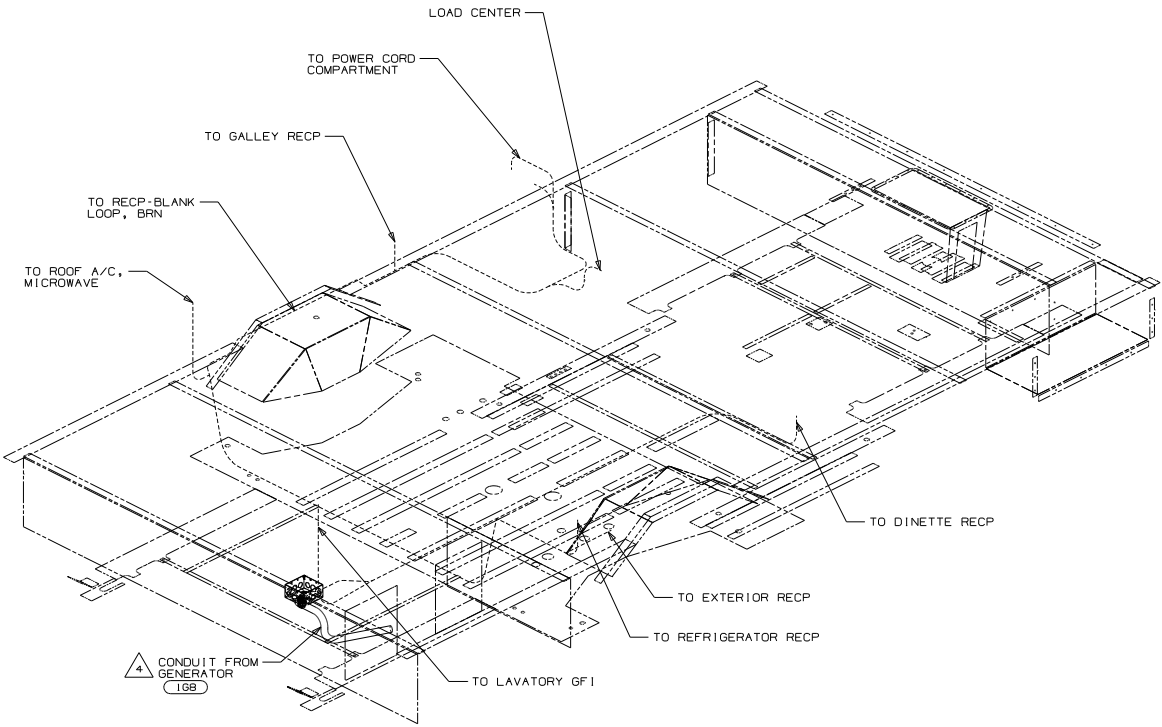 LOAD CENTER
TO POWER CORD
COMPARTMENT
TO GALLEY RECP
TO RECP-BLANK
LOOP, BRN
TO ROOF A/C,
MICROWAVE
TO DINETTE RECP
TO EXTERIOR RECP
TO REFRIGERATOR RECP
4 CONDUIT FROM
GENERATOR
IGB
TO LAVATORY GFI